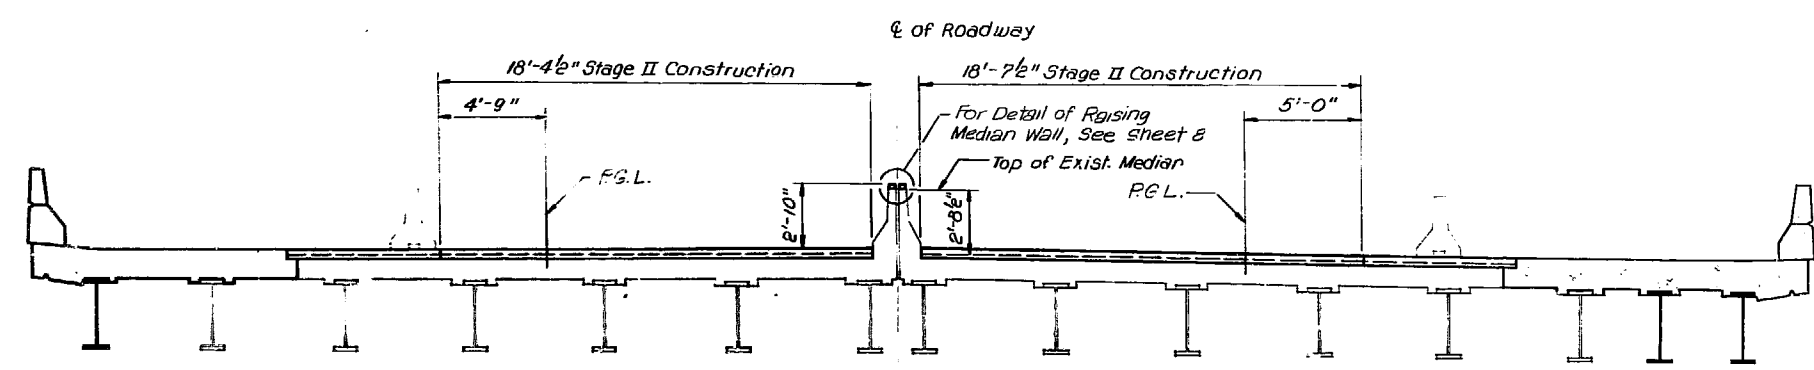 ℄ of Roadway
18'-4½" Stage II Construction
18'-7½" Stage II Construction
4'-9"
5'-0"
For Detail of Raising
Median Wall, See Sheet 8
Top of Exist. Median
P.G.L.
P.G.L.
2'-10"
2'-8½"